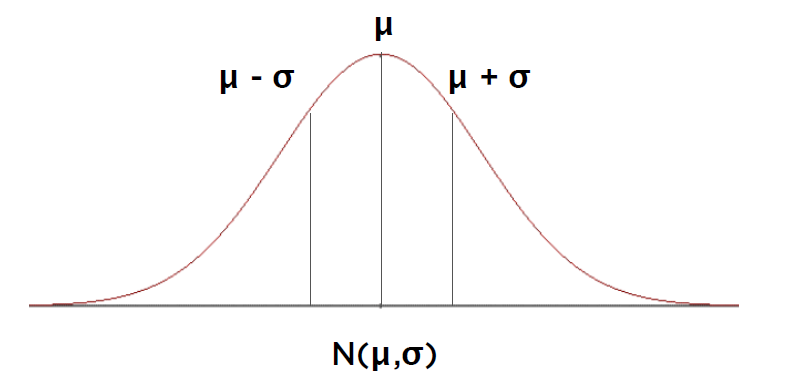 μ
μ - σ
μ + σ
N(μ,σ)